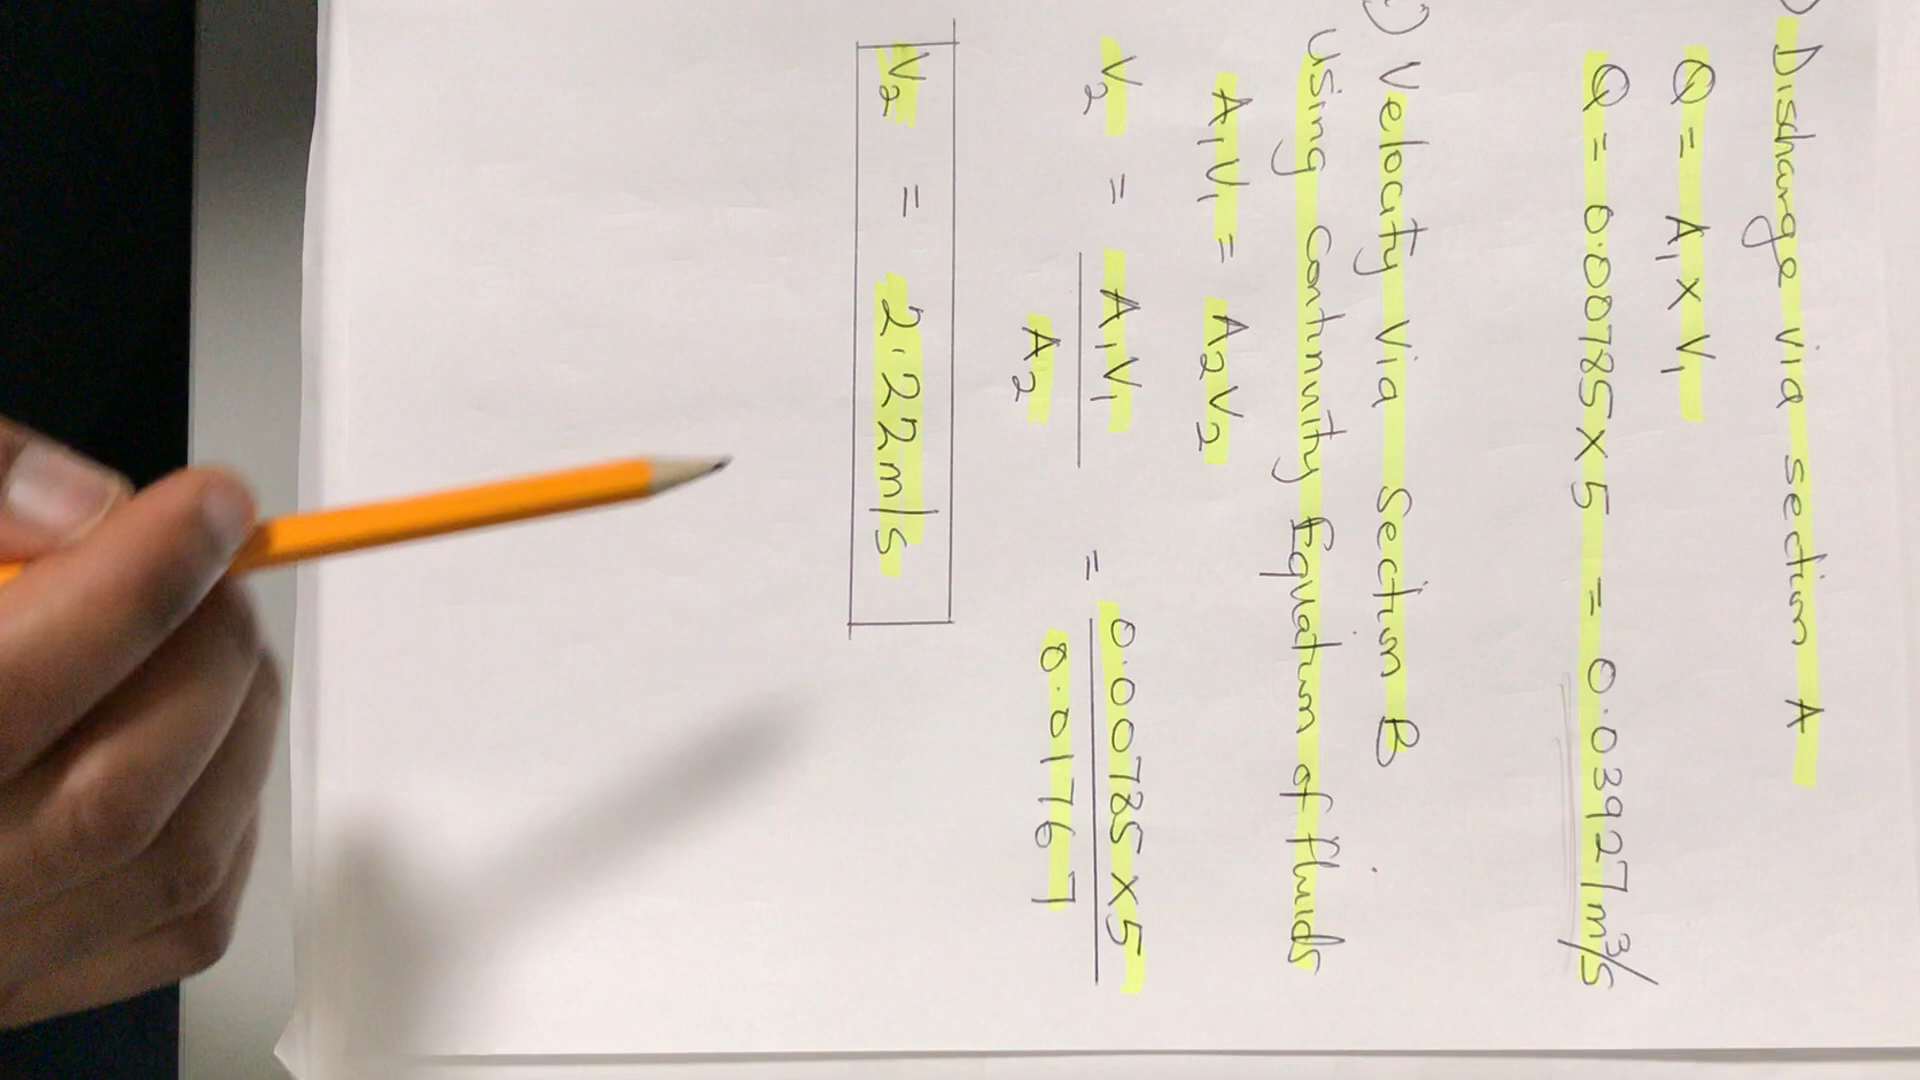 ) Discharge via section A
Q = A₁ x V₁
Q = 0.00785 x 5 = 0.03927 m³/s
) Velocity Via Section B
Using Continuity Equation of fluids
A₁V₁ = A₂V₂
V₂ = A₁V₁ / A₂ = 0.00785 x 5 / 0.01767
V₂ = 2.22 m/s